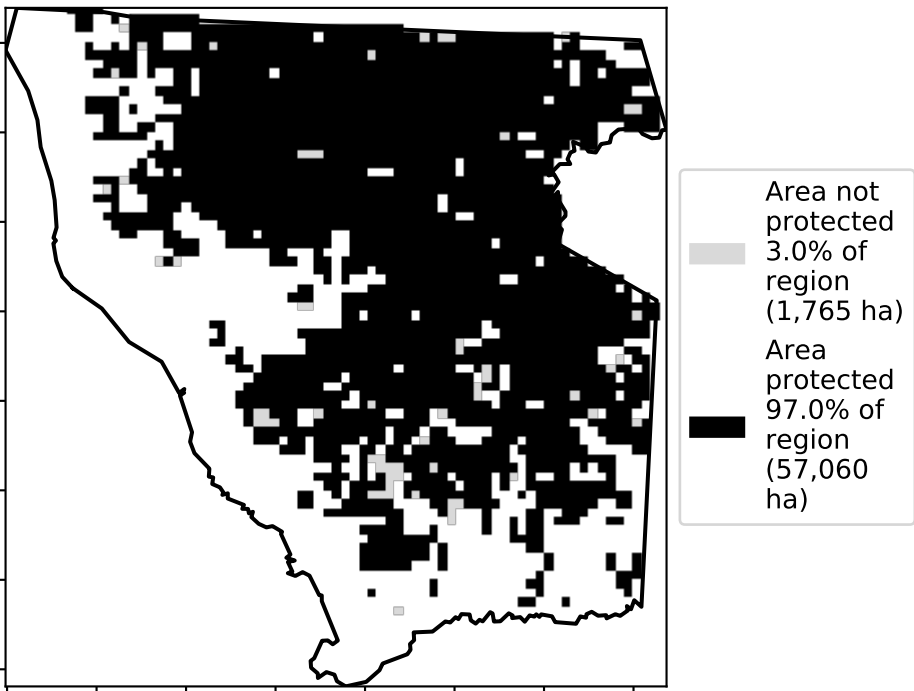 Area not
protected
3.0% of
region
(1,765 ha)
Area
protected
97.0% of
region
(57,060
ha)